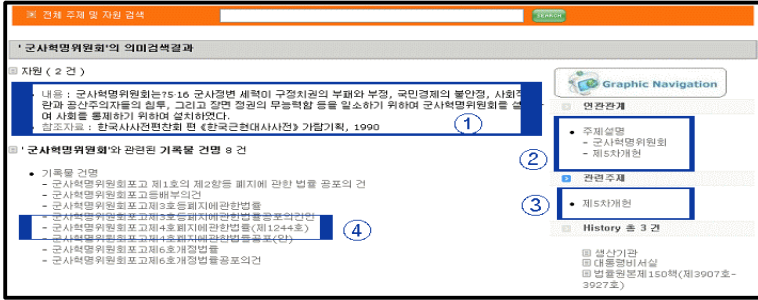 전체 주제 및 자원 검색
SEARCH
' 군사혁명위원회'의 의미검색결과
자원 ( 2 건 )
내용 : 군사혁명위원회는?5·16 군사정변 세력이 구정치권의 부패와 부정, 국민경제의 불안정, 사회적
란과 공산주의자들의 침투, 그리고 장면 정권의 무능력함 등을 일소하기 위하여 군사혁명위원회를 설
며 사회를 통제하기 위하여 설치하였다.
참조자료 : 한국사사전편찬회 편 《한국근현대사사전》 가람기획, 1990
①
' 군사혁명위원회'와 관련된 기록물 건명 8 건
기록물 건명
- 군사혁명위원회포고 제1호의 제2항등 폐지에 관한 법률 공포의 건
- 군사혁명위원회포고등배부의건
- 군사혁명위원회포고제3호등폐지에관한법률
- 군사혁명위원회포고제3호등폐지에관한법률공포의건안
- 군사혁명위원회포고제4호폐지에관한법률(제1244호)
- 군사혁명위원회포고제4호폐지에관한법률공포(안)
- 군사혁명위원회포고제6호개정법률
- 군사혁명위원회포고제6호개정법률공포의건
④
Graphic Navigation
연관관계
주제설명
- 군사혁명위원회
- 제5차개헌
②
관련주제
제5차개헌
③
History 총 3 건
생산기관
대통령비서실
법률원본제150책(제3907호-
3927호)